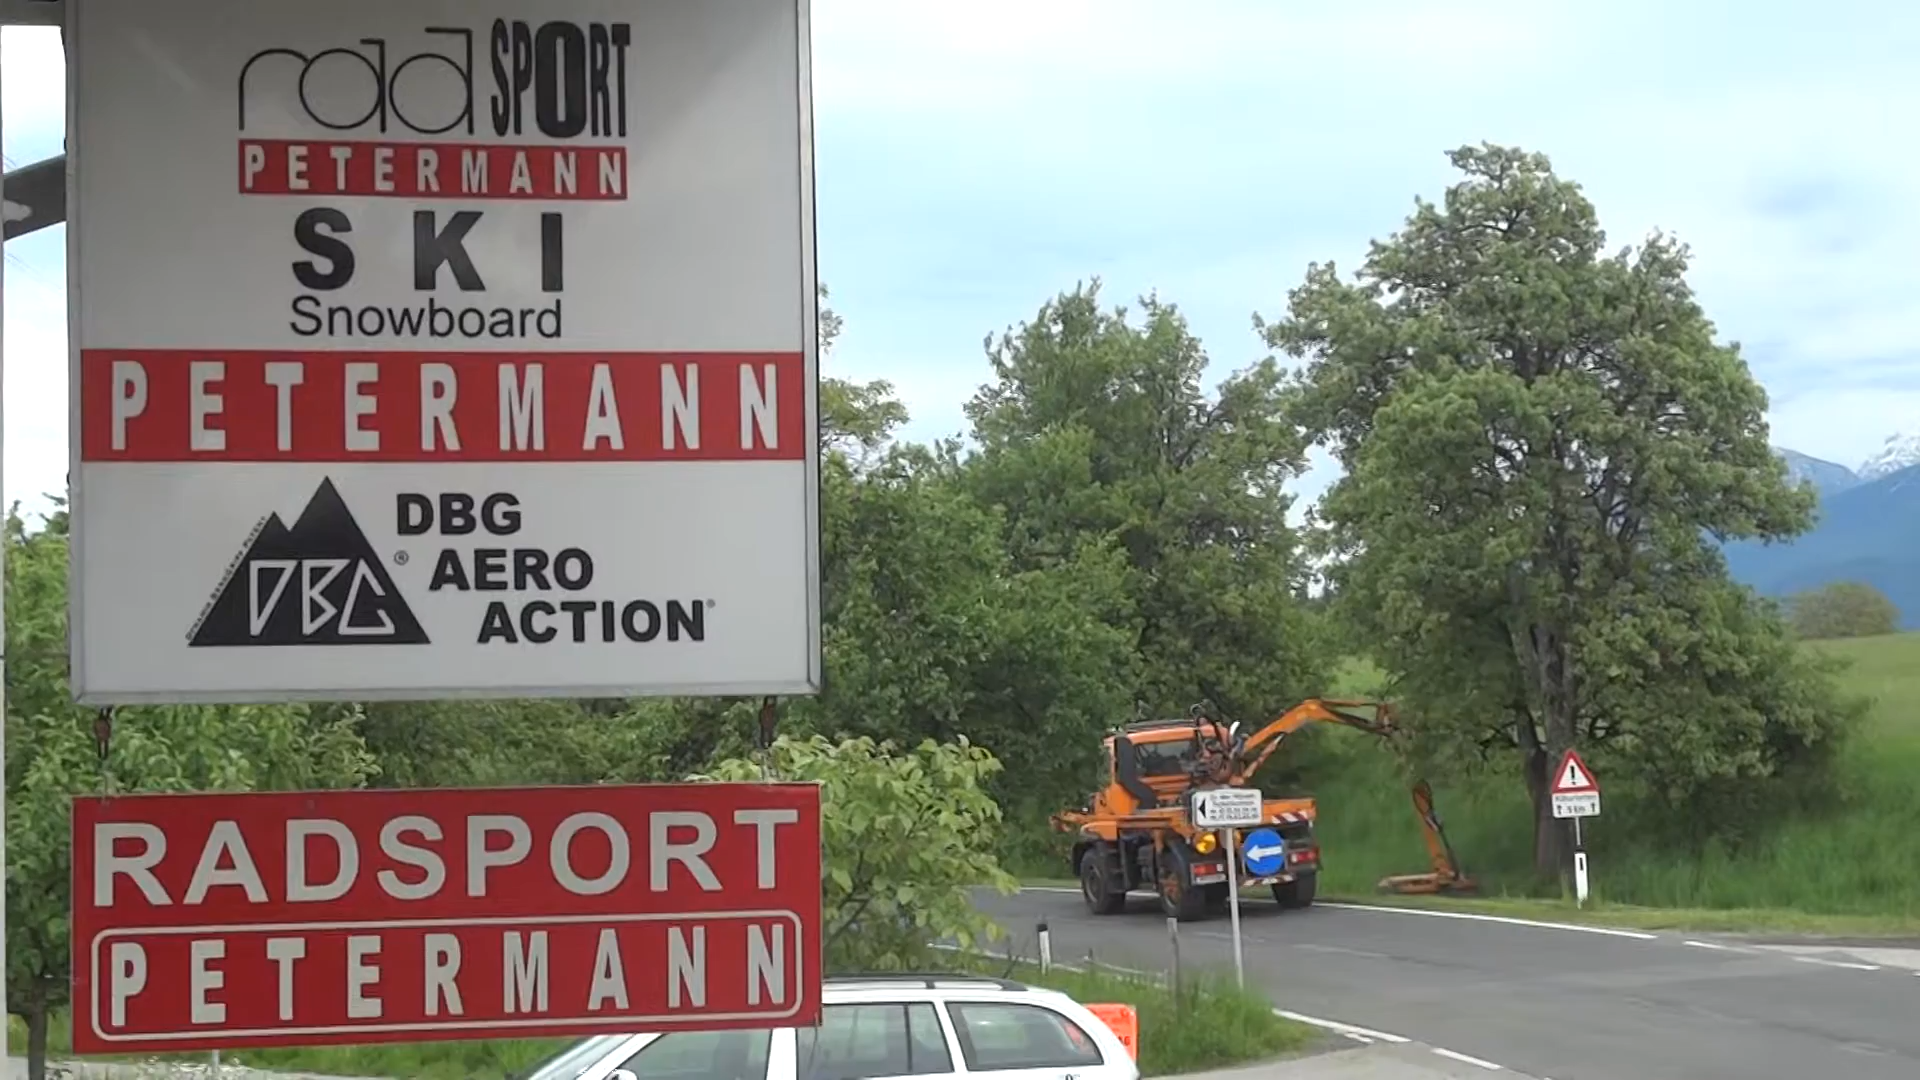 rad SPORT
PETERMANN
SKI
Snowboard
PETERMANN
DBG
DBG
® AERO
ACTION®
RADSPORT
PETERMANN